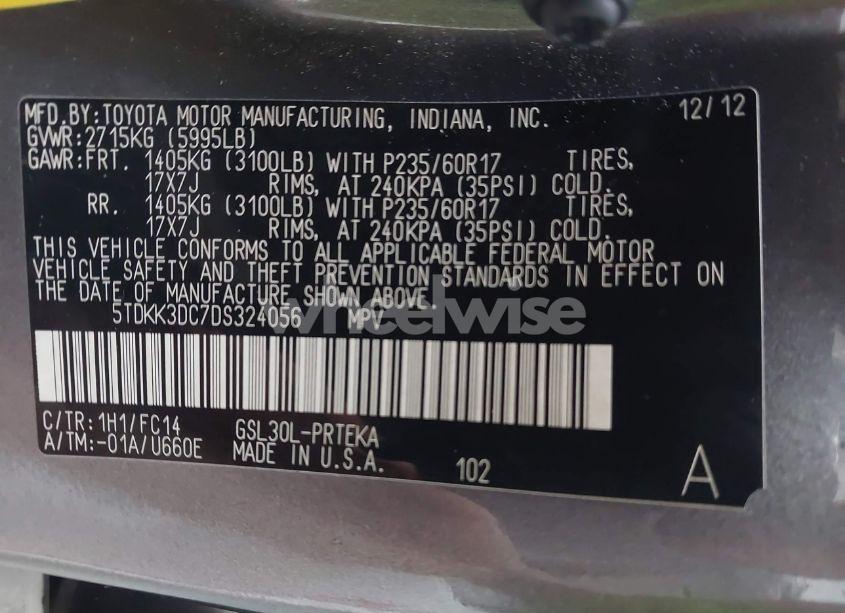 MFD.BY:TOYOTA MOTOR MANUFACTURING, INDIANA, INC. 12/12
GVWR:2715KG (5995LB)
GAWR:FRT. 1405KG (3100LB) WITH P235/60R17 TIRES,
17X7J RIMS, AT 240KPA (35PSI) COLD.
RR. 1405KG (3100LB) WITH P235/60R17 TIRES,
17X7J RIMS, AT 240KPA (35PSI) COLD.
THIS VEHICLE CONFORMS TO ALL APPLICABLE FEDERAL MOTOR
VEHICLE SAFETY AND THEFT PREVENTION STANDARDS IN EFFECT ON
THE DATE OF MANUFACTURE SHOWN ABOVE.
wheelwise
5TDKK3DC7DS324056 MPV
C/TR:1H1/FC14 GSL30L-PRTEKA
A/TM:-01A/U660E MADE IN U.S.A.
102 A